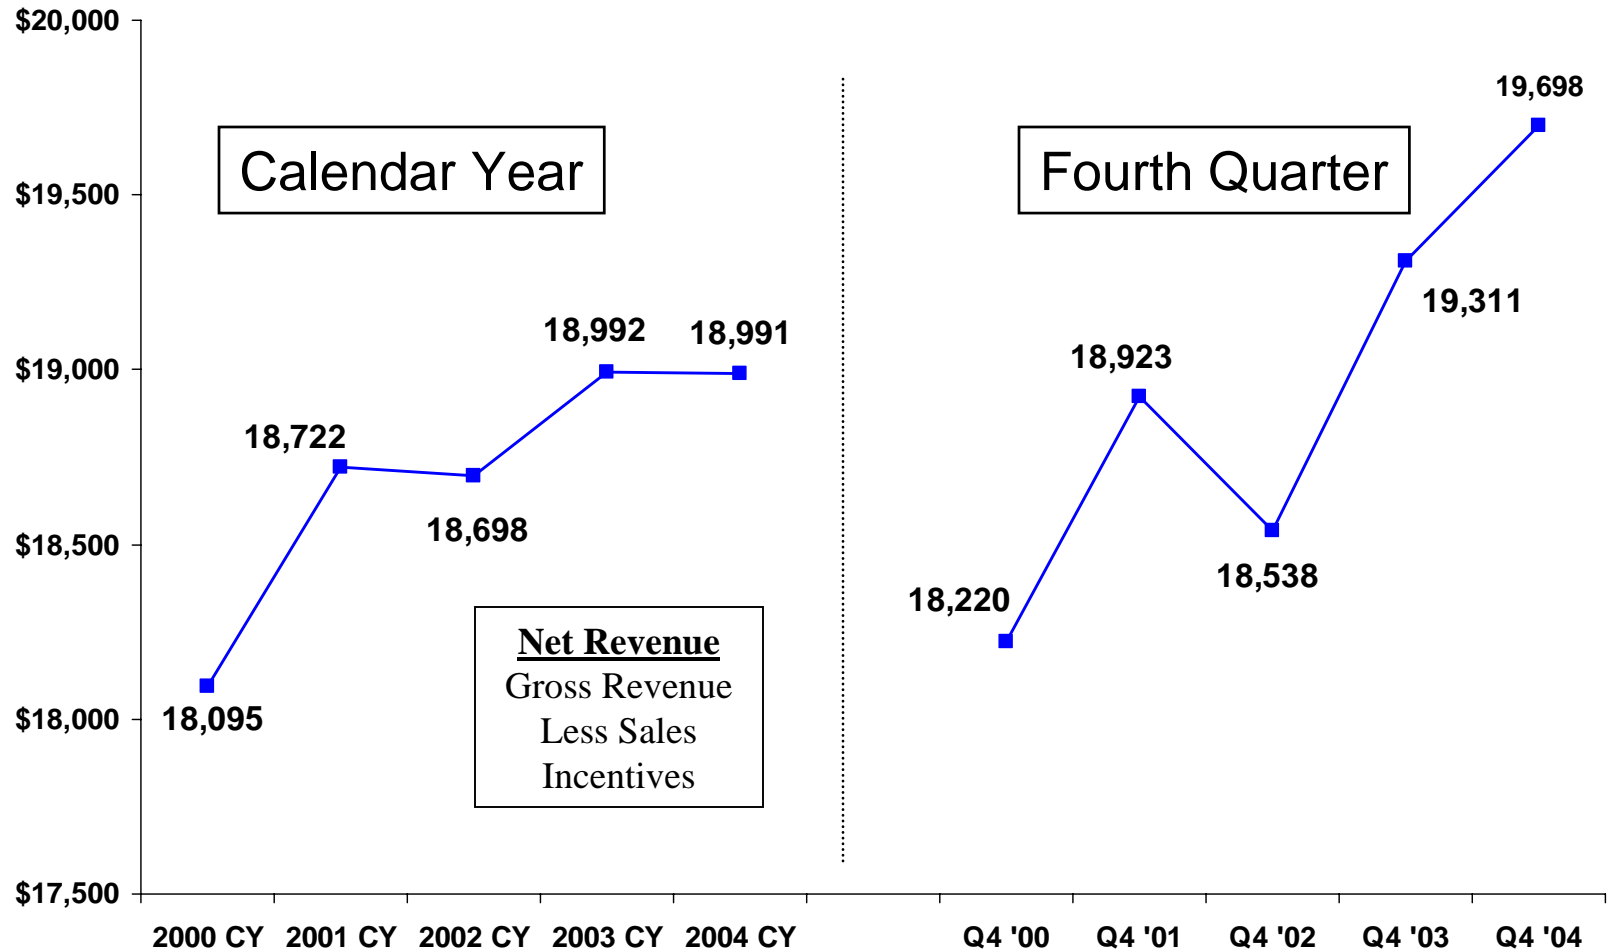 $20,000
$19,500
$19,000
$18,500
$18,000
$17,500
Calendar Year
18,095
18,722
18,698
18,992
18,991
Net Revenue
Gross Revenue
Less Sales
Incentives
Fourth Quarter
18,220
18,923
18,538
19,311
19,698
2000 CY 2001 CY 2002 CY 2003 CY 2004 CY Q4 '00 Q4 '01 Q4 '02 Q4 '03 Q4 '04